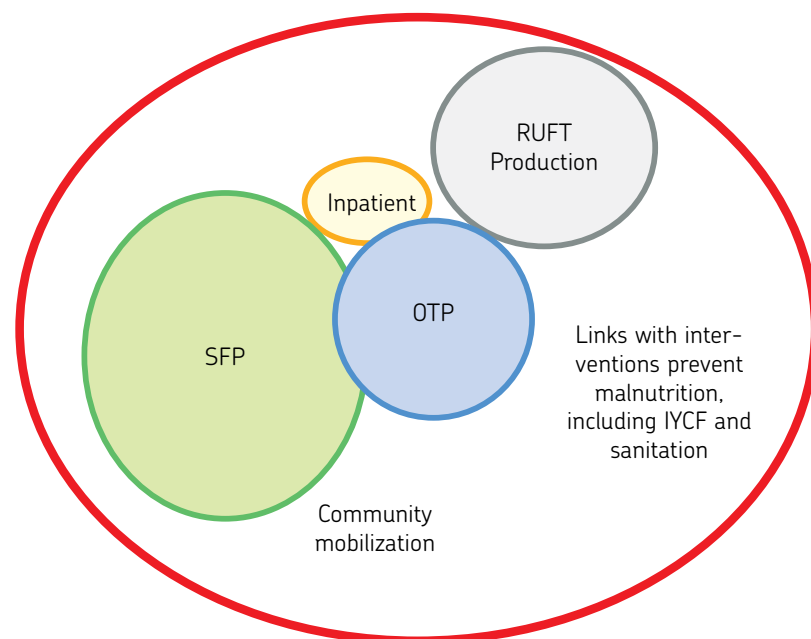 RUFT
Production
Inpatient
OTP
SFP
Links with inter-
ventions prevent
malnutrition,
including IYCF and
sanitation
Community
mobilization